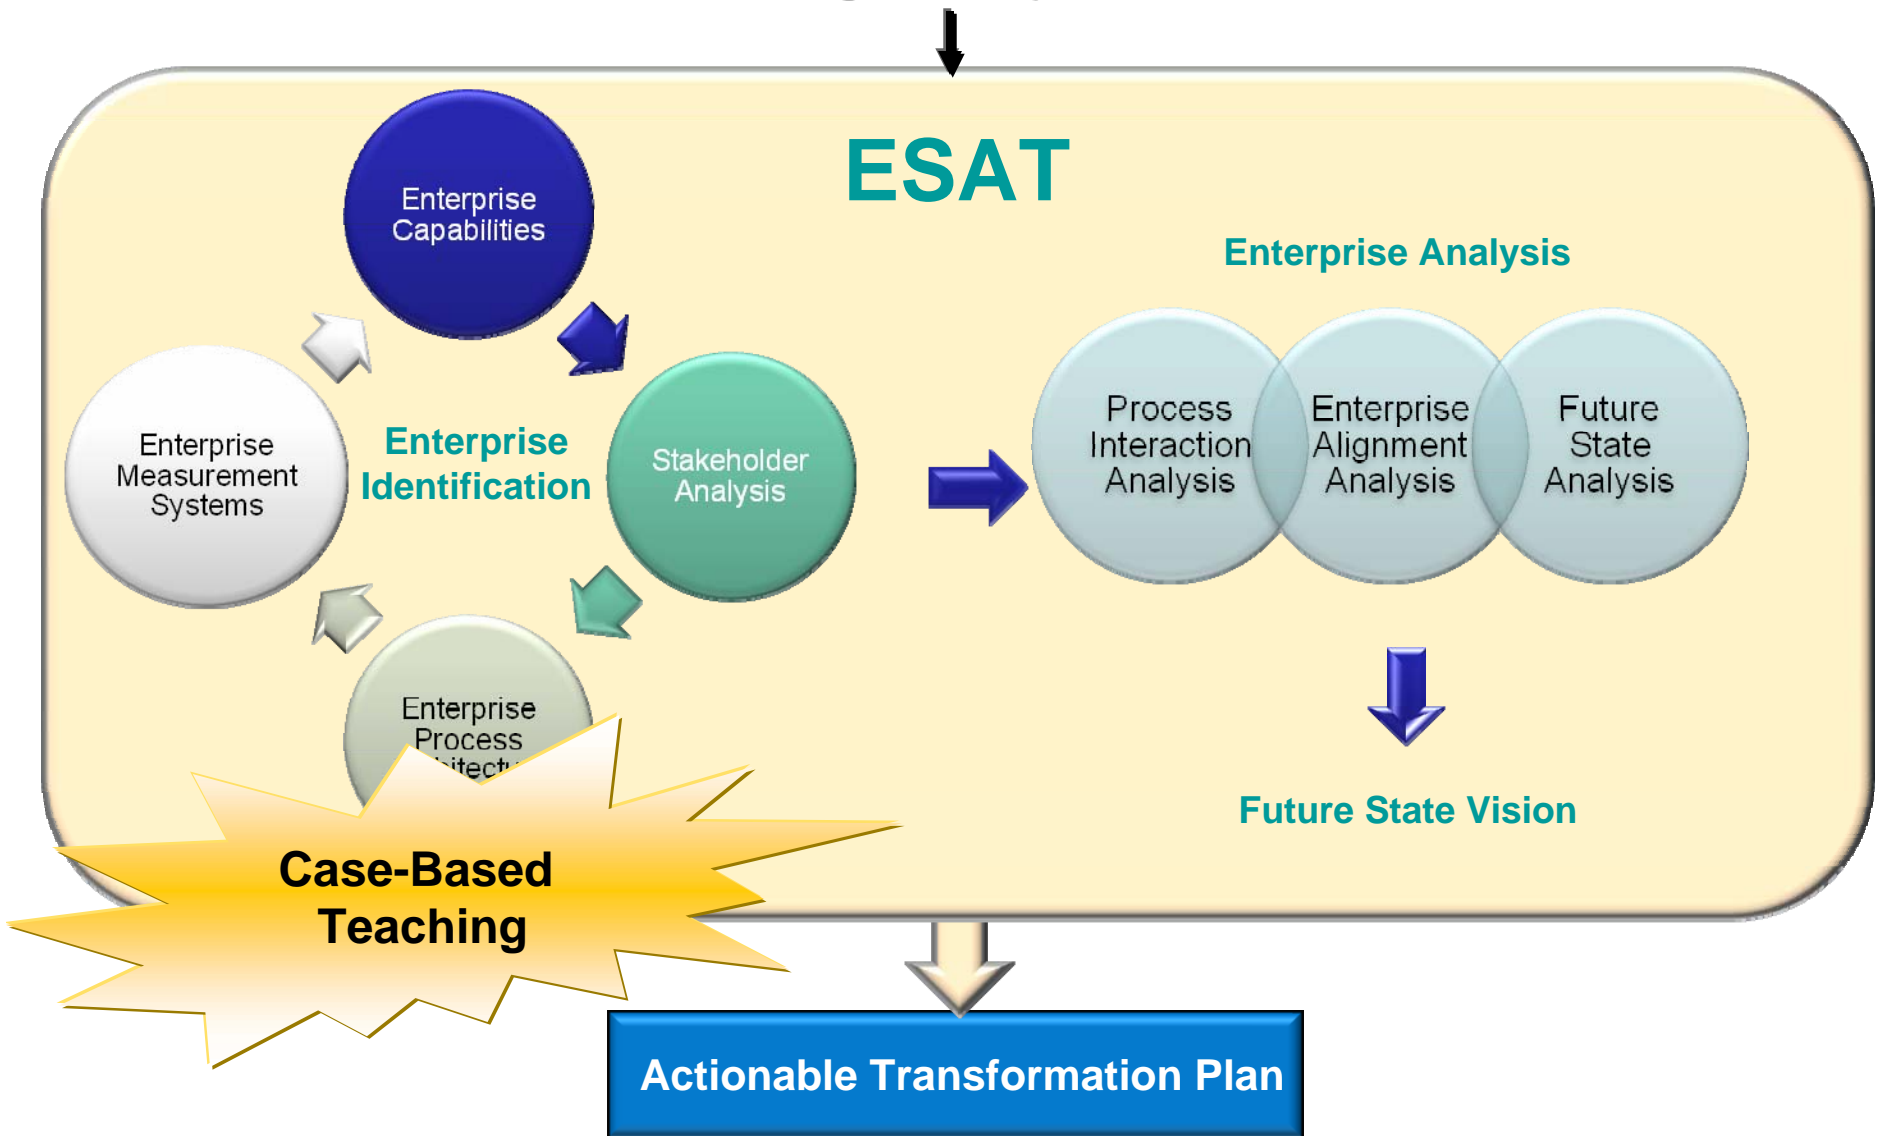 ESAT
Enterprise
Capabilities
Enterprise Analysis
Enterprise
Measurement
Systems
Enterprise
Identification
Stakeholder
Analysis
Process
Interaction
Analysis
Enterprise
Alignment
Analysis
Future
State
Analysis
Enterprise
Process
Future State Vision
Case-Based
Teaching
Actionable Transformation Plan